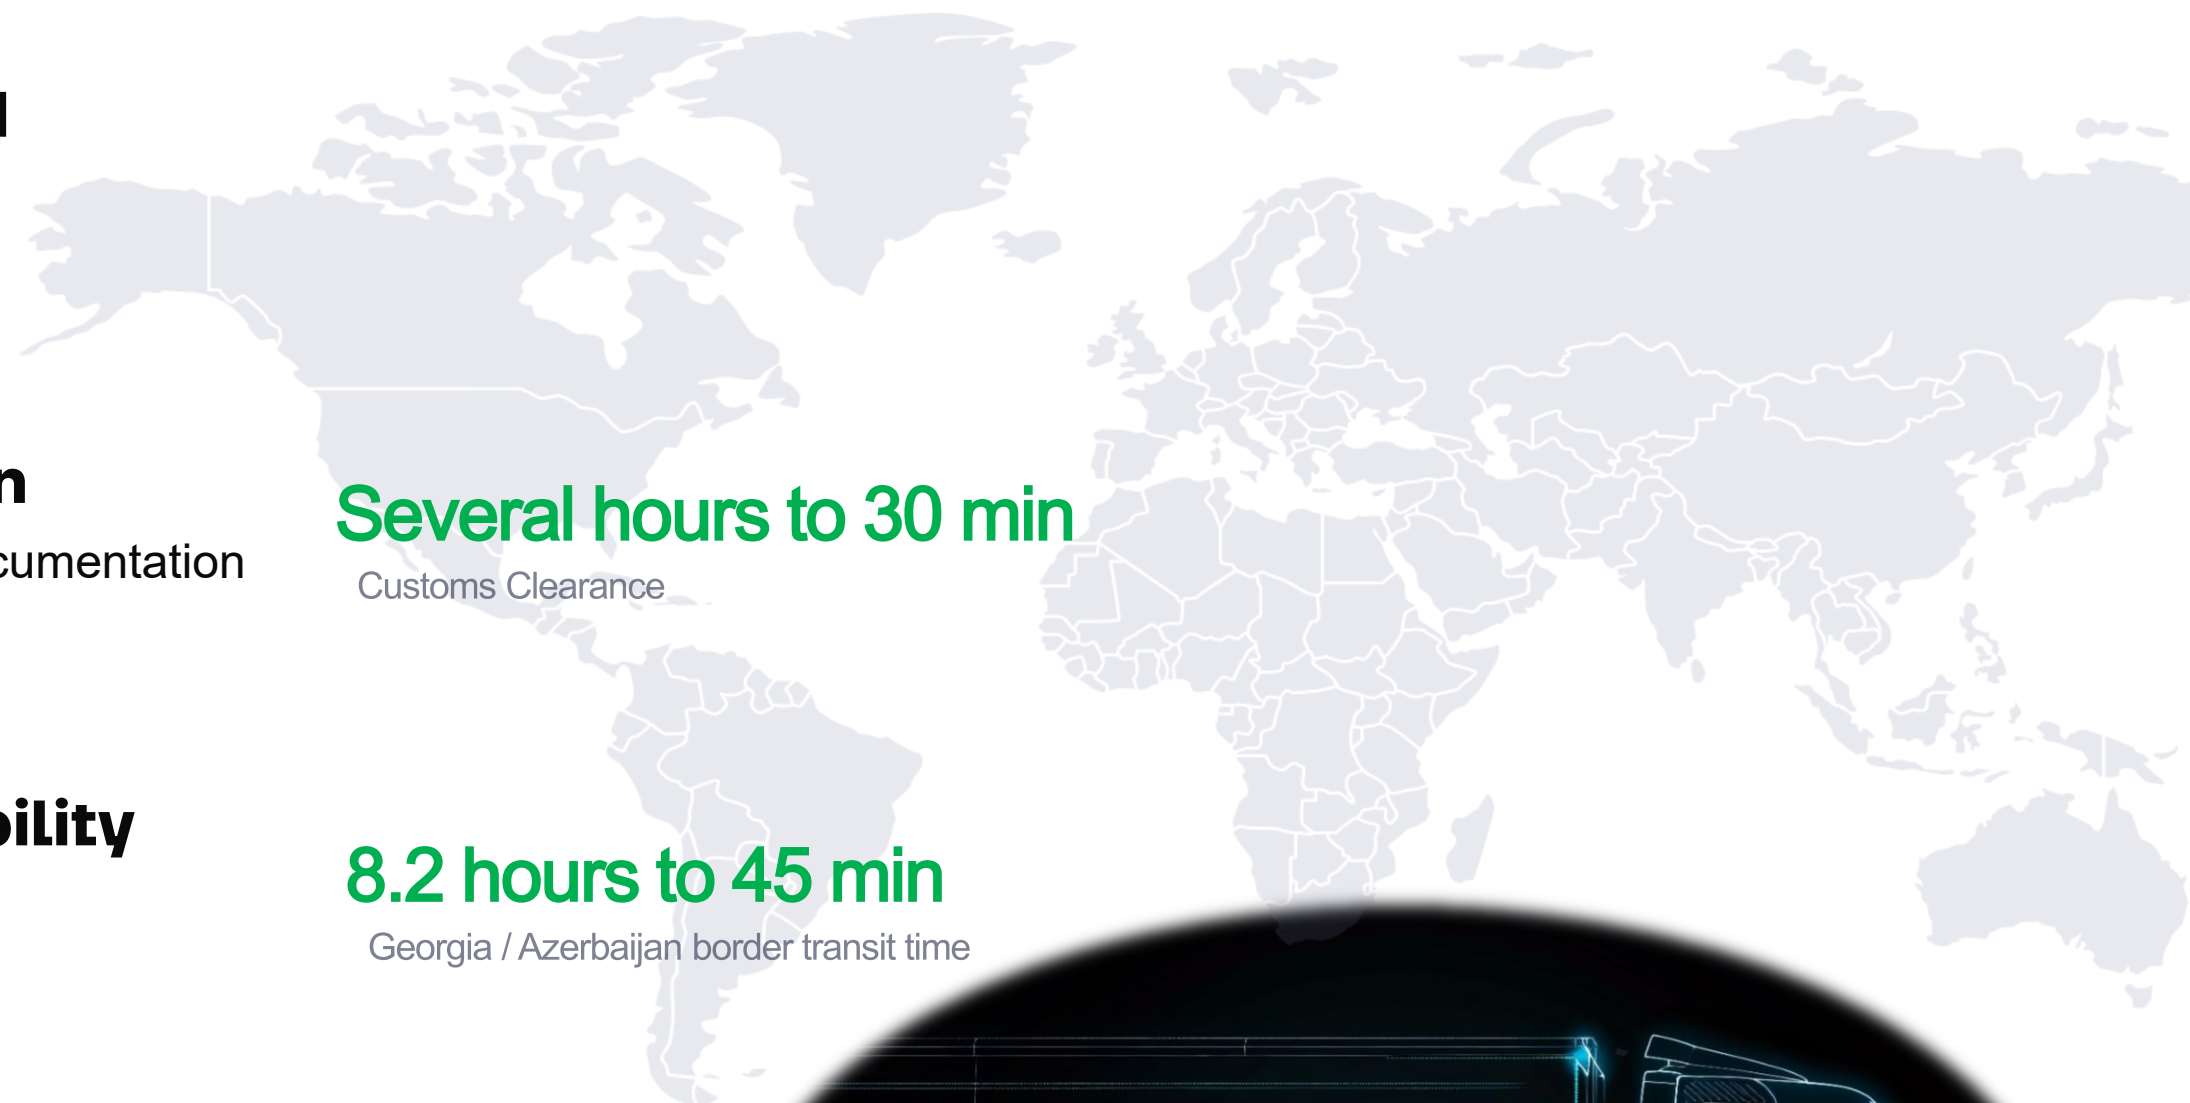 Several hours to 30 min
Customs Clearance
8.2 hours to 45 min
Georgia / Azerbaijan border transit time